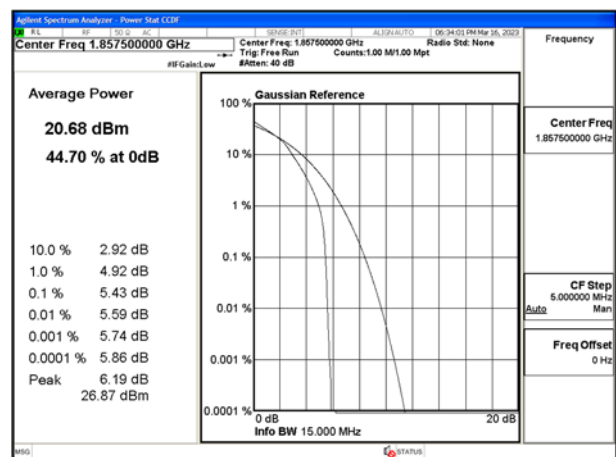 Agilent Spectrum Analyzer - Power Stat CCDF
RL RF 50 Ω AC SENSE:INT ALIGN AUTO 06:34:01 PM Mar 16, 2023
Center Freq 1.857500000 GHz
Center Freq: 1.857500000 GHz Radio Std: None
Trig: Free Run Counts:1.00 M/1.00 Mpt
#IFGain:Low #Atten: 40 dB
Frequency
Average Power
20.68 dBm
44.70 % at 0dB
10.0 % 2.92 dB
1.0 % 4.92 dB
0.1 % 5.43 dB
0.01 % 5.59 dB
0.001 % 5.74 dB
0.0001 % 5.86 dB
Peak 6.19 dB
26.87 dBm
Gaussian Reference
100 %
10 %
1 %
0.1 %
0.01 %
0.001 %
0.0001 %
0 dB 20 dB
Info BW 15.000 MHz
Center Freq
1.857500000 GHz
CF Step
5.000000 MHz
Auto Man
Freq Offset
0 Hz
MSG STATUS